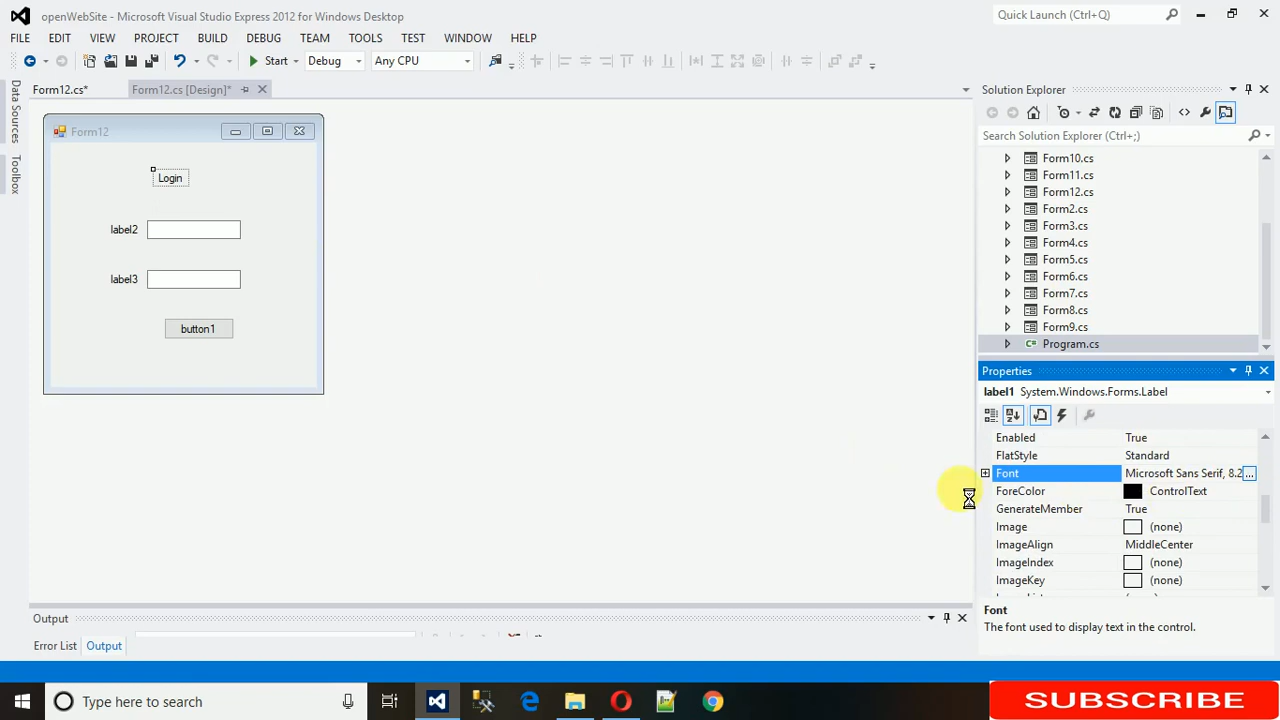 openWebSite - Microsoft Visual Studio Express 2012 for Windows Desktop
Quick Launch (Ctrl+Q)
FILE EDIT VIEW PROJECT BUILD DEBUG TEAM TOOLS TEST WINDOW HELP
Start Debug Any CPU
Data Sources
Toolbox
Form12.cs*
Form12.cs [Design]*
Form12
Login
label2
label3
button1
Solution Explorer
Search Solution Explorer (Ctrl+;)
Form10.cs
Form11.cs
Form12.cs
Form2.cs
Form3.cs
Form4.cs
Form5.cs
Form6.cs
Form7.cs
Form8.cs
Form9.cs
Program.cs
Properties
label1 System.Windows.Forms.Label
Enabled True
FlatStyle Standard
Font Microsoft Sans Serif, 8.2 ...
ForeColor ControlText
GenerateMember True
Image (none)
ImageAlign MiddleCenter
ImageIndex (none)
ImageKey (none)
Font
The font used to display text in the control.
Output
Error List Output
Type here to search
SUBSCRIBE